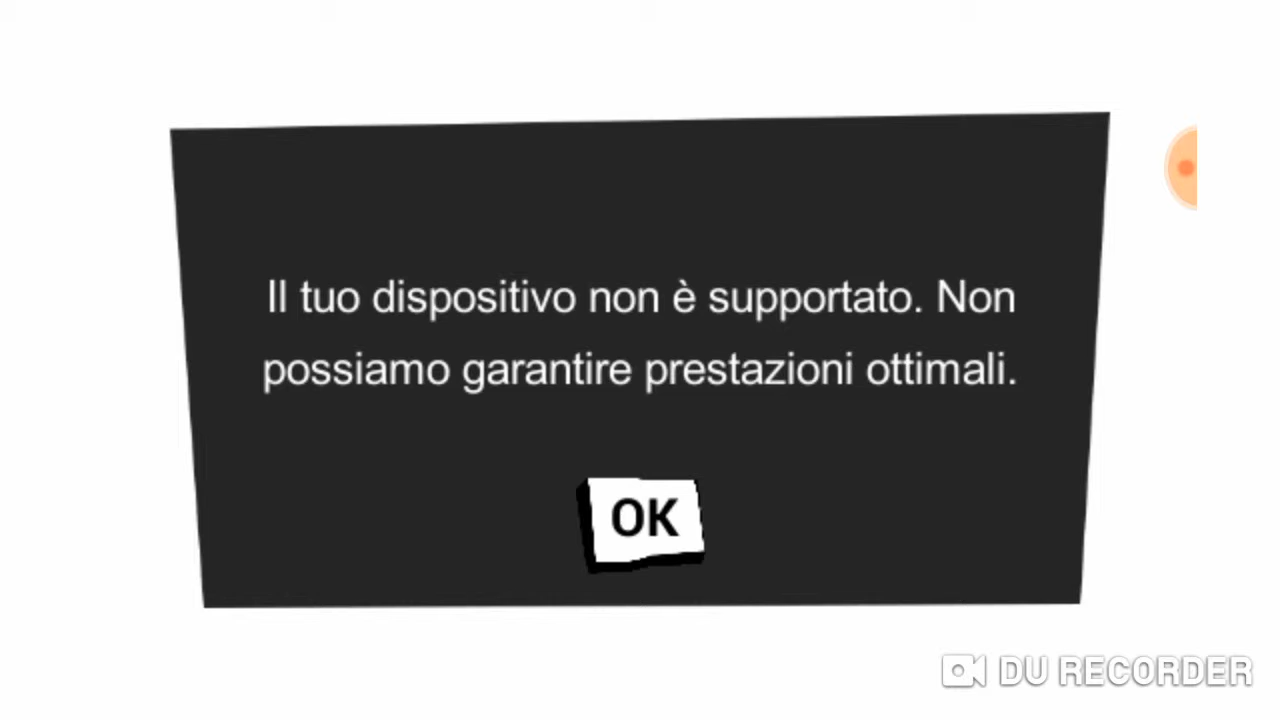 Il tuo dispositivo non è supportato. Non
possiamo garantire prestazioni ottimali.
OK
DU RECORDER